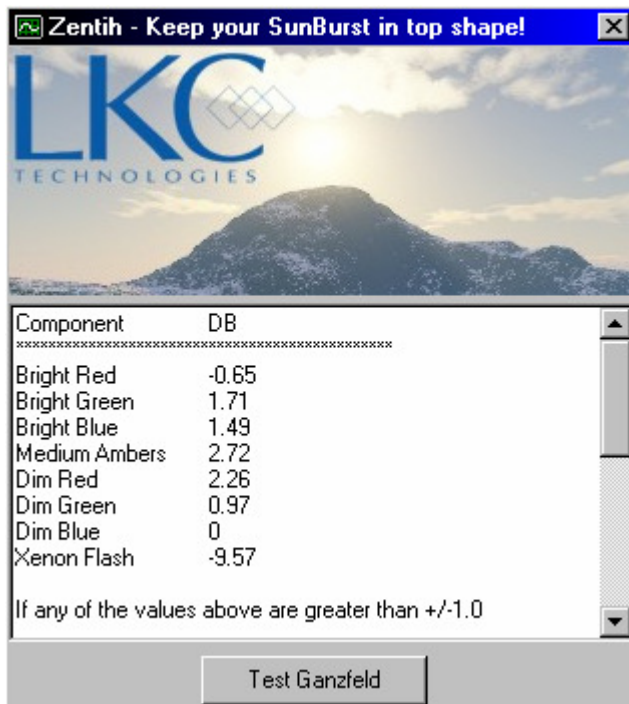 Zentih - Keep your SunBurst in top shape!
LKC
TECHNOLOGIES
Component DB
***********************************************
Bright Red -0.65
Bright Green 1.71
Bright Blue 1.49
Medium Ambers 2.72
Dim Red 2.26
Dim Green 0.97
Dim Blue 0
Xenon Flash -9.57
If any of the values above are greater than +/-1.0
Test Ganzfeld